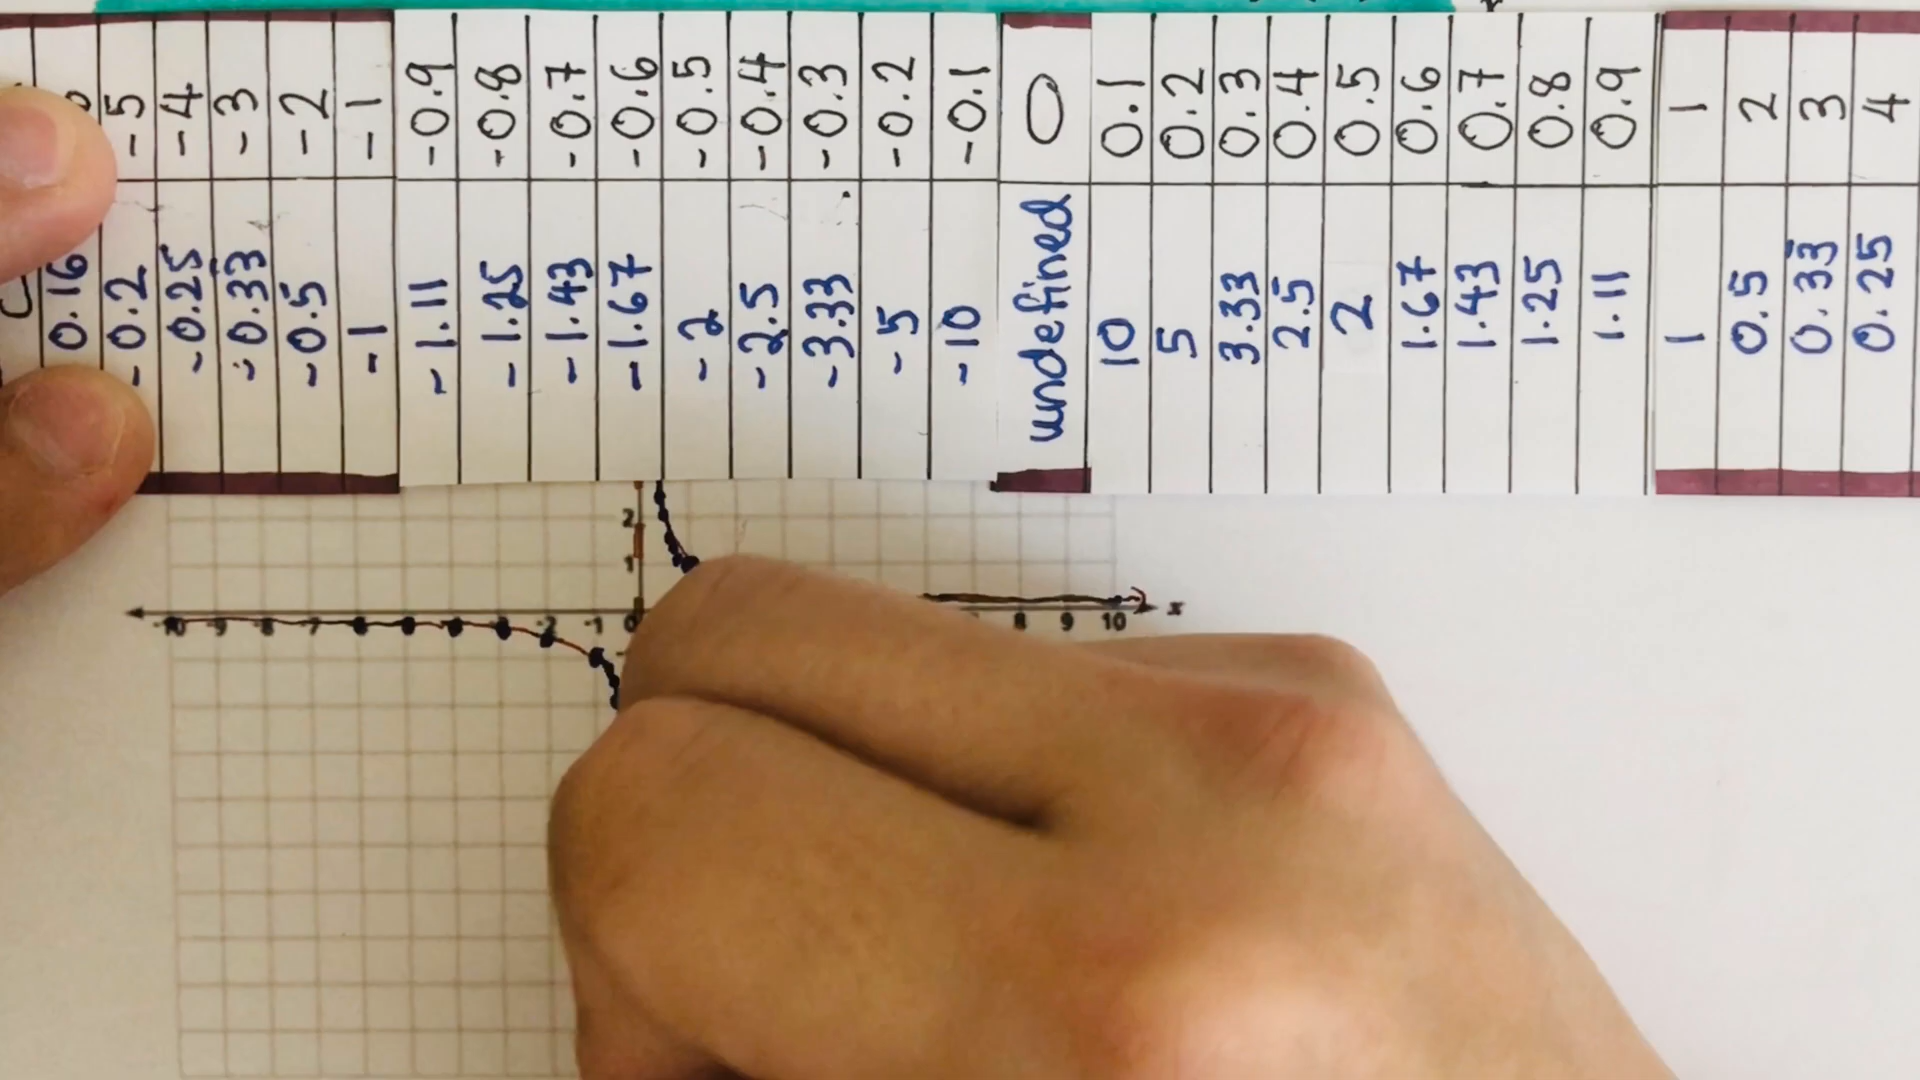 -5 -4 -3 -2 -1 -0.9 -0.8 -0.7 -0.6 -0.5 -0.4 -0.3 -0.2 -0.1 0 0.1 0.2 0.3 0.4 0.5 0.6 0.7 0.8 0.9 1 2 3 4
0.16 -0.2 -0.25 -0.33 -0.5 -1 -1.11 -1.25 -1.43 -1.67 -2 -2.5 -3.33 -5 -10 undefined 10 5 3.33 2.5 2 1.67 1.43 1.25 1.11 1 0.5 0.33 0.25
2
1
-10 -9 -8 -7 -2 -1 0 8 9 10 x